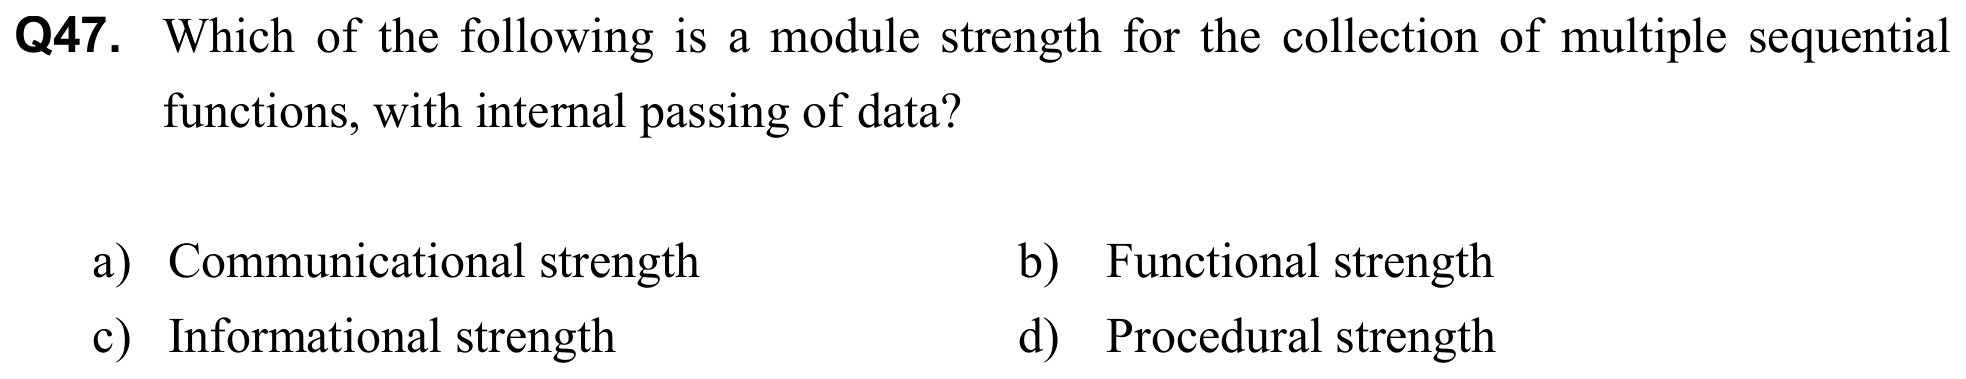 Q47. Which of the following is a module strength for the collection of multiple sequential
functions, with internal passing of data?
a) Communicational strength b) Functional strength
c) Informational strength d) Procedural strength